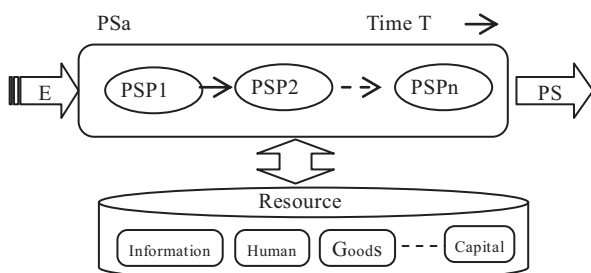 PSa Time T
E PSP1 PSP2 PSPn PS
Resource
Information Human Goods Capital